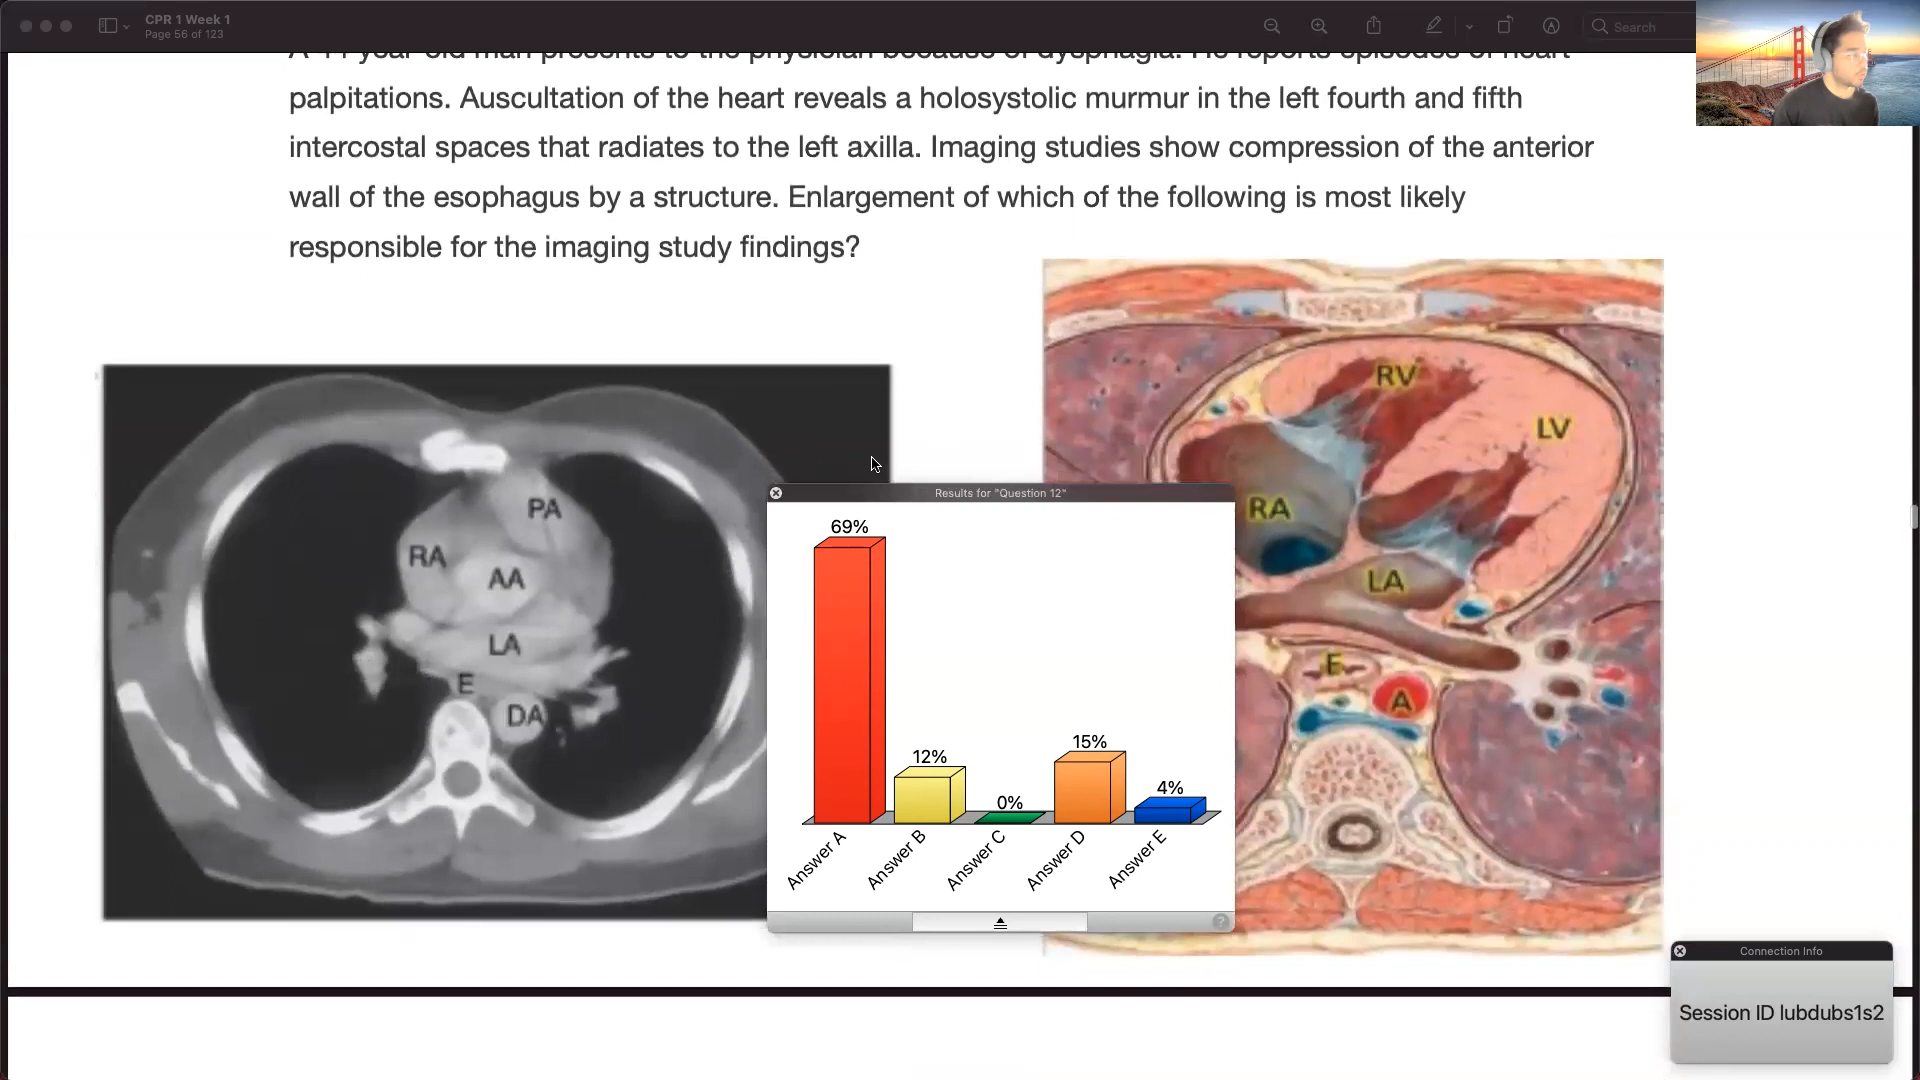 CPR 1 Week 1
Page 56 of 123
Search
year old man presents to the physician because of dysphagia. He reports episodes of heart
palpitations. Auscultation of the heart reveals a holosystolic murmur in the left fourth and fifth
intercostal spaces that radiates to the left axilla. Imaging studies show compression of the anterior
wall of the esophagus by a structure. Enlargement of which of the following is most likely
responsible for the imaging study findings?
PA
RA
AA
LA
E
DA
RV
LV
RA
LA
E
A
Results for "Question 12"
69%
12%
0%
15%
4%
Answer A
Answer B
Answer C
Answer D
Answer E
?
Connection Info
Session ID lubdubs1s2